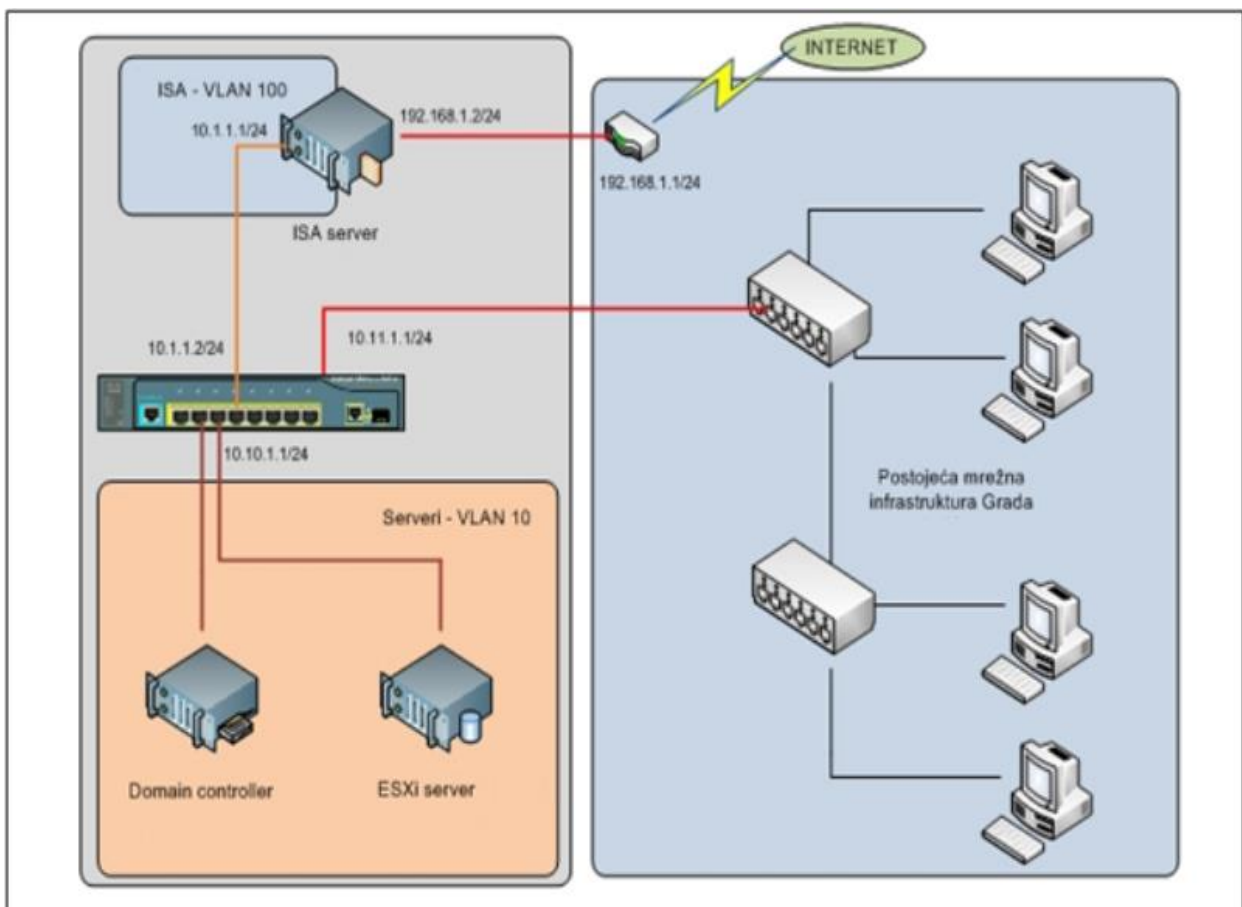 INTERNET
ISA - VLAN 100
10.1.1.1/24
192.168.1.2/24
192.168.1.1/24
ISA server
10.1.1.2/24
10.11.1.1/24
10.10.1.1/24
Serveri - VLAN 10
Postojeća mrežna
infrastruktura Grada
Domain controller
ESXi server